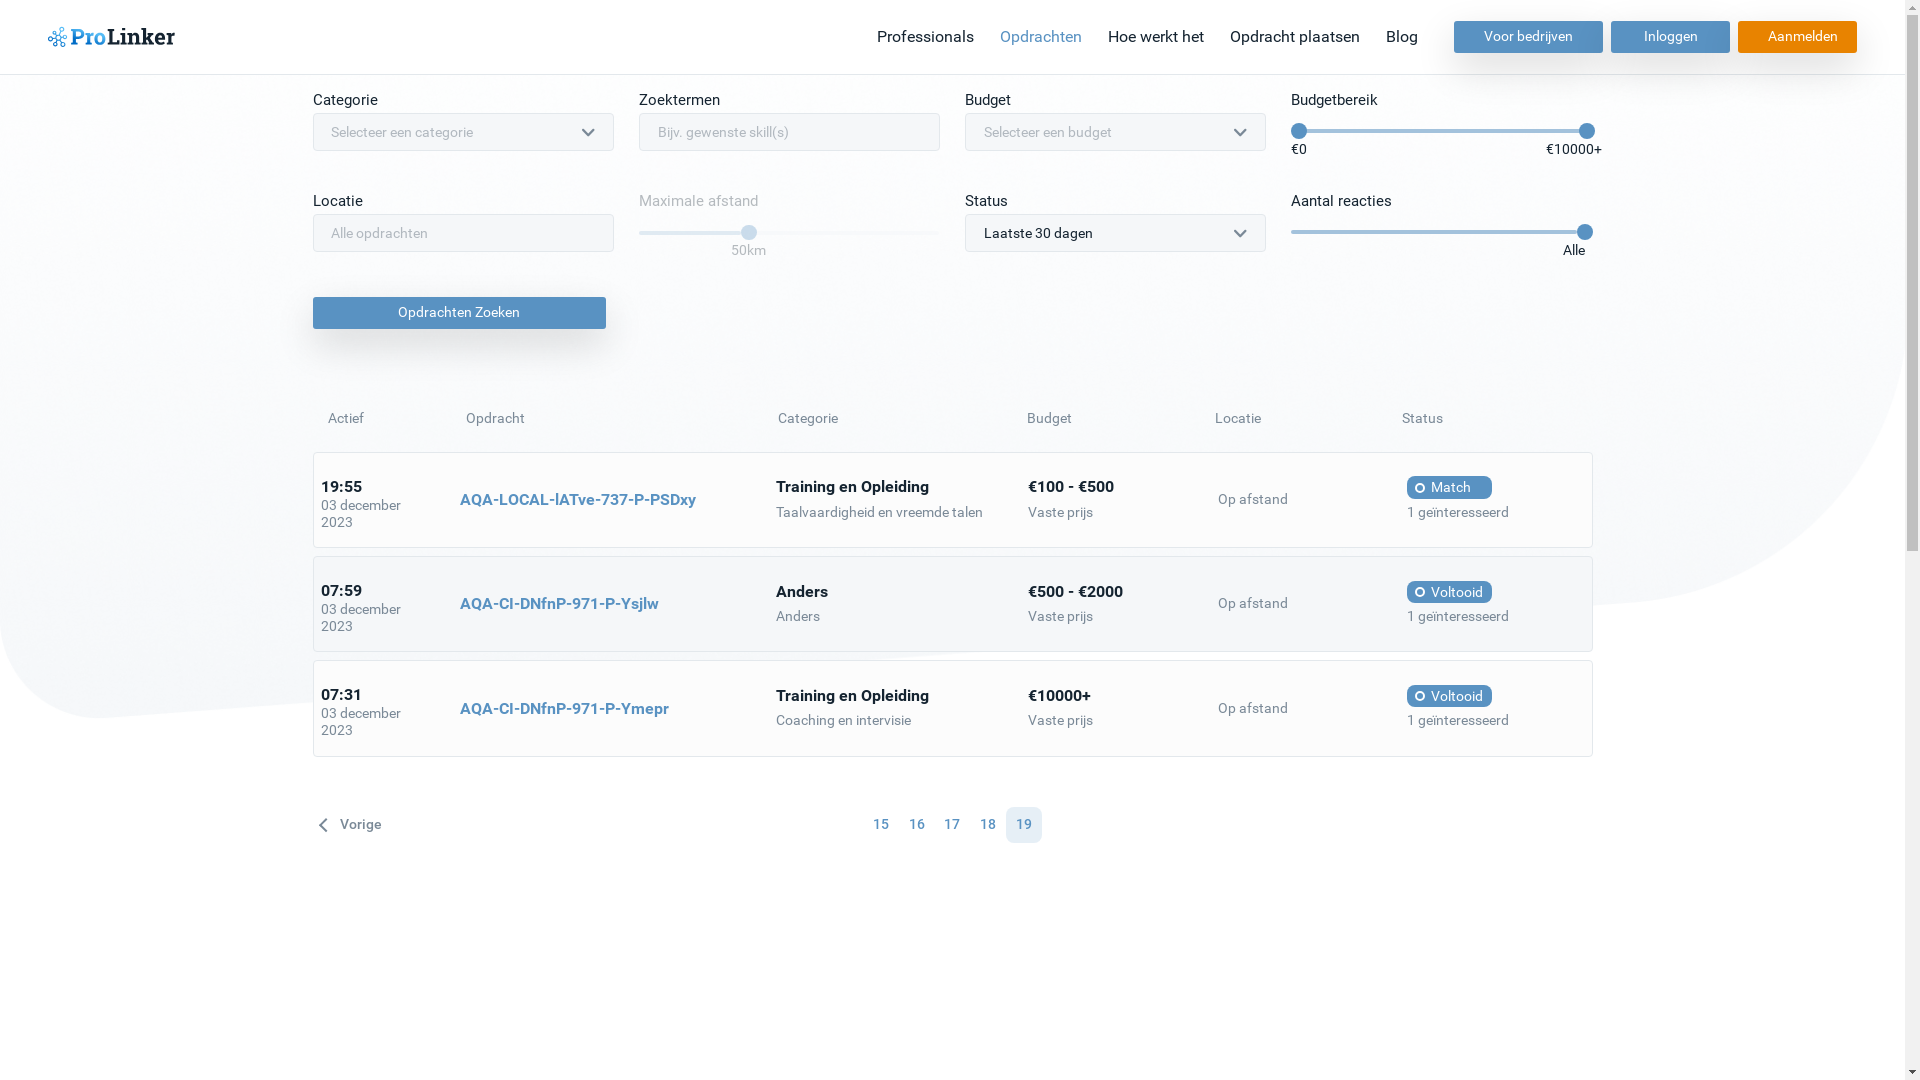 ProLinker
Professionals Opdrachten Hoe werkt het Opdracht plaatsen Blog Voor bedrijven Inloggen Aanmelden
Categorie Zoektermen Budget Budgetbereik
Selecteer een categorie Bijv. gewenste skill(s) Selecteer een budget
€0 €10000+
Locatie Maximale afstand Status Aantal reacties
Alle opdrachten Laatste 30 dagen
50km Alle
Opdrachten Zoeken
Actief Opdracht Categorie Budget Locatie Status
19:55 Training en Opleiding €100 - €500 Match
03 december AQA-LOCAL-lATve-737-P-PSDxy Op afstand
2023 Taalvaardigheid en vreemde talen Vaste prijs 1 geïnteresseerd
07:59 Anders €500 - €2000 Voltooid
03 december AQA-CI-DNfnP-971-P-Ysjlw Op afstand
2023 Anders Vaste prijs 1 geïnteresseerd
07:31 Training en Opleiding €10000+ Voltooid
03 december AQA-CI-DNfnP-971-P-Ymepr Op afstand
2023 Coaching en intervisie Vaste prijs 1 geïnteresseerd
Vorige 15 16 17 18 19